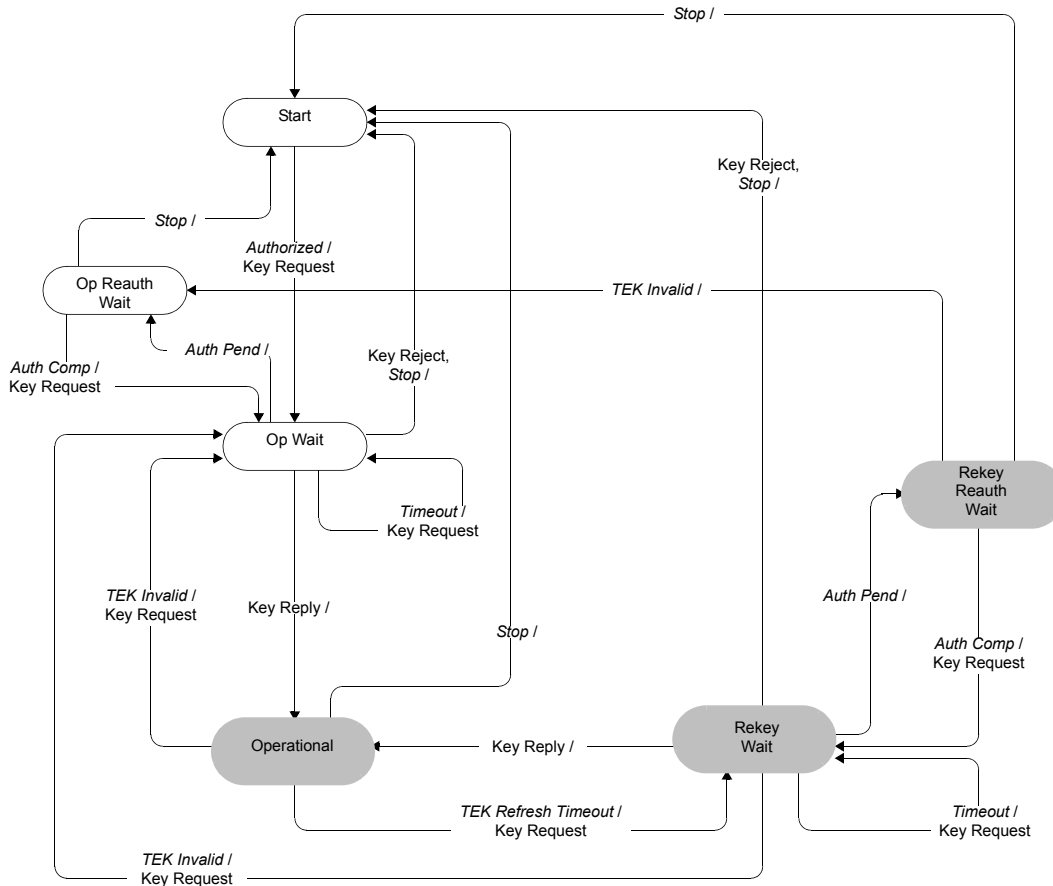 Stop /
Start
Key Reject,
Stop /
Stop /
Authorized /
Key Request
Op Reauth
Wait
TEK Invalid /
Auth Pend /
Key Reject,
Stop /
Auth Comp /
Key Request
Op Wait
Rekey
Reauth
Wait
Timeout /
Key Request
TEK Invalid /
Key Request
Key Reply /
Auth Pend /
Stop /
Auth Comp /
Key Request
Operational
Key Reply /
Rekey
Wait
TEK Refresh Timeout /
Key Request
Timeout /
Key Request
TEK Invalid /
Key Request